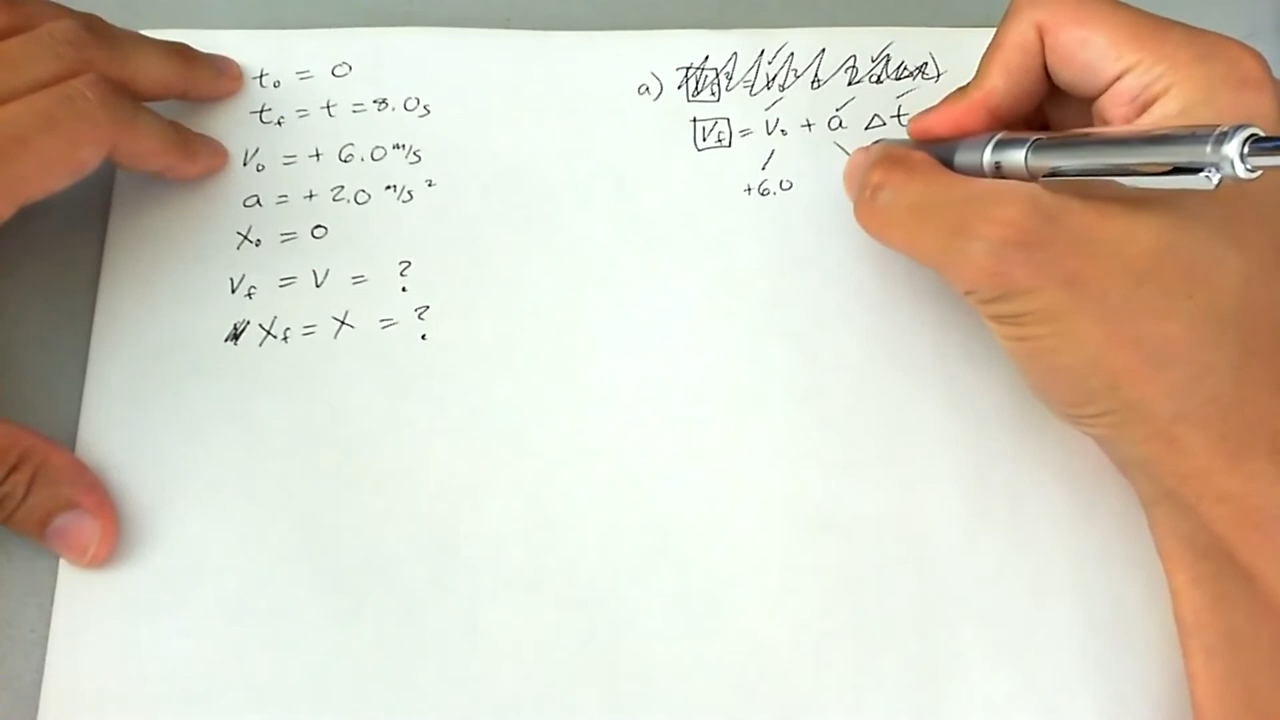 t₀ = 0
t_f = t = 8.0s
V₀ = + 6.0 m/s
a = + 2.0 m/s²
X₀ = 0
V_f = V = ?
X_f = X = ?
a)
V_f = V₀ + a Δt
+6.0